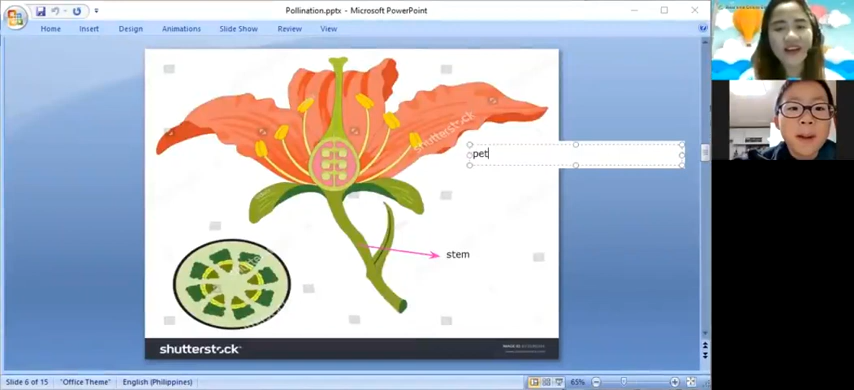 Pollination.pptx - Microsoft PowerPoint
Home Insert Design Animations Slide Show Review View
shutterstock
pet
stem
shutterstock
Slide 6 of 15 "Office Theme" English (Philippines) 65%